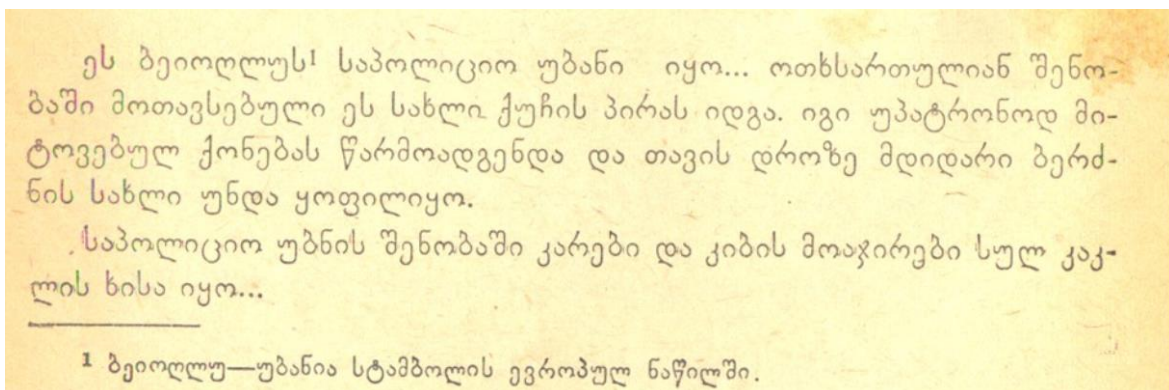 ეს ბეიოღლუს¹ საპოლიციო უბანი იყო... ოთხსართულიან შენო-
ბაში მოთავსებული ეს სახლი ქუჩის პირას იდგა. იგი უპატრონოდ მი-
ტოვებულ ქონებას წარმოადგენდა და თავის დროზე მდიდარი ბერძ-
ნის სახლი უნდა ყოფილიყო.
საპოლიციო უბნის შენობაში კარები და კიბის მოაჯირები სულ კაკ-
ლის ხისა იყო...
1 ბეიოღლუ—უბანია სტამბოლის ევროპულ ნაწილში.